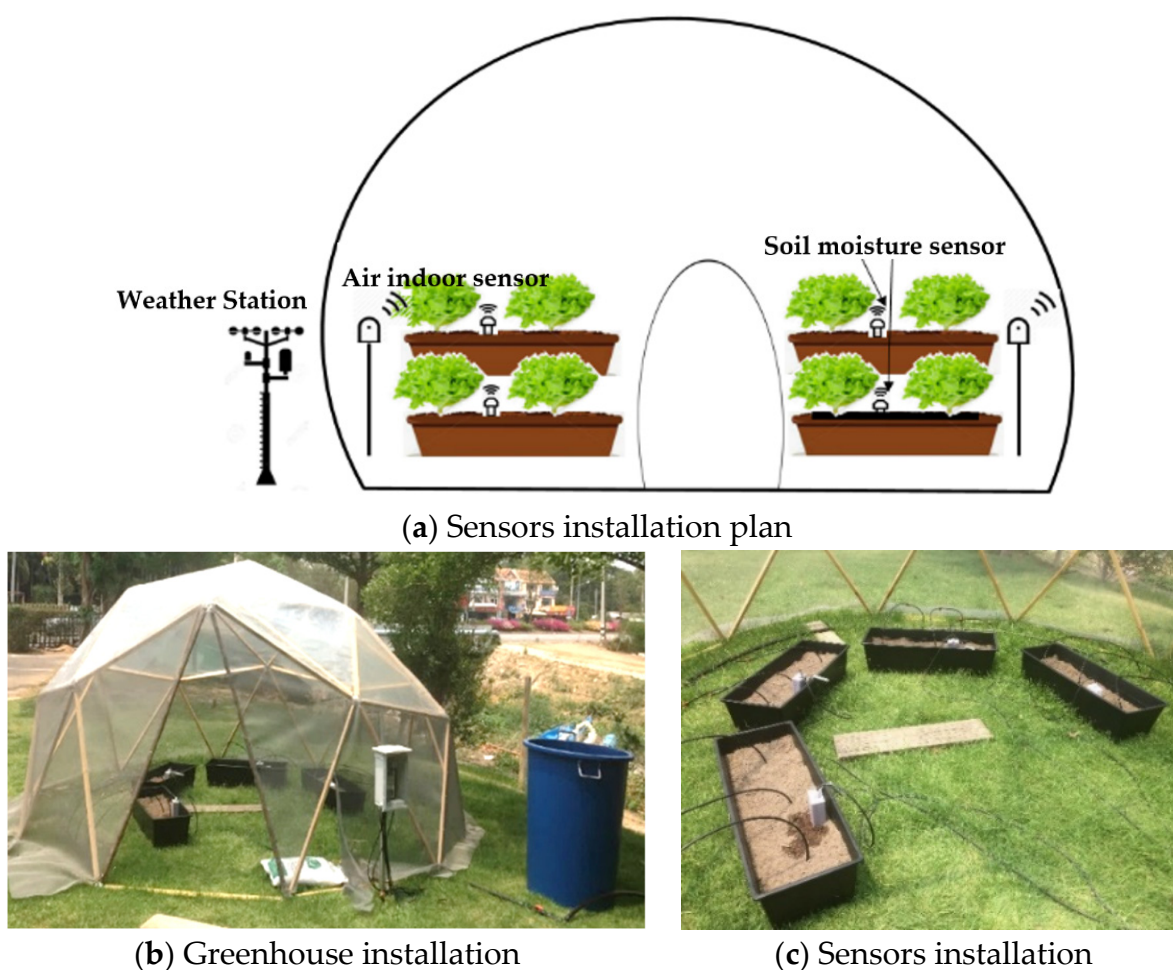 Soil moisture sensor
Air indoor sensor
Weather Station
(a) Sensors installation plan
(b) Greenhouse installation
(c) Sensors installation